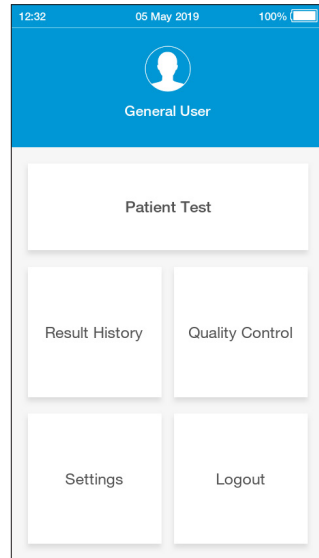 12:32 05 May 2019 100%
General User
Patient Test
Result History Quality Control
Settings Logout